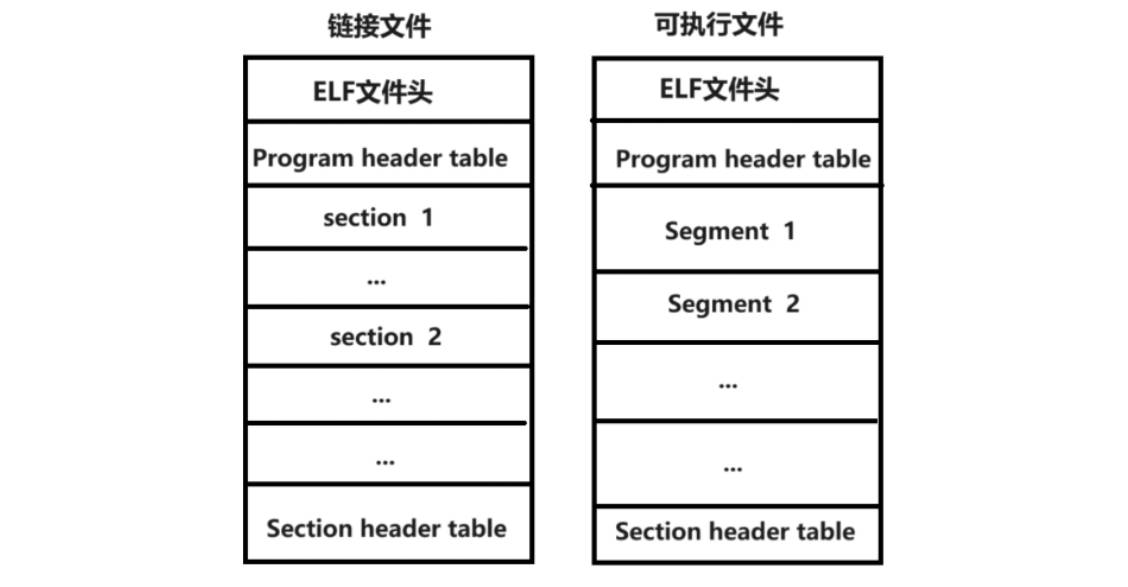 链接文件
ELF文件头
Program header table
section 1
...
section 2
...
...
Section header table
可执行文件
ELF文件头
Program header table
Segment 1
Segment 2
...
...
Section header table